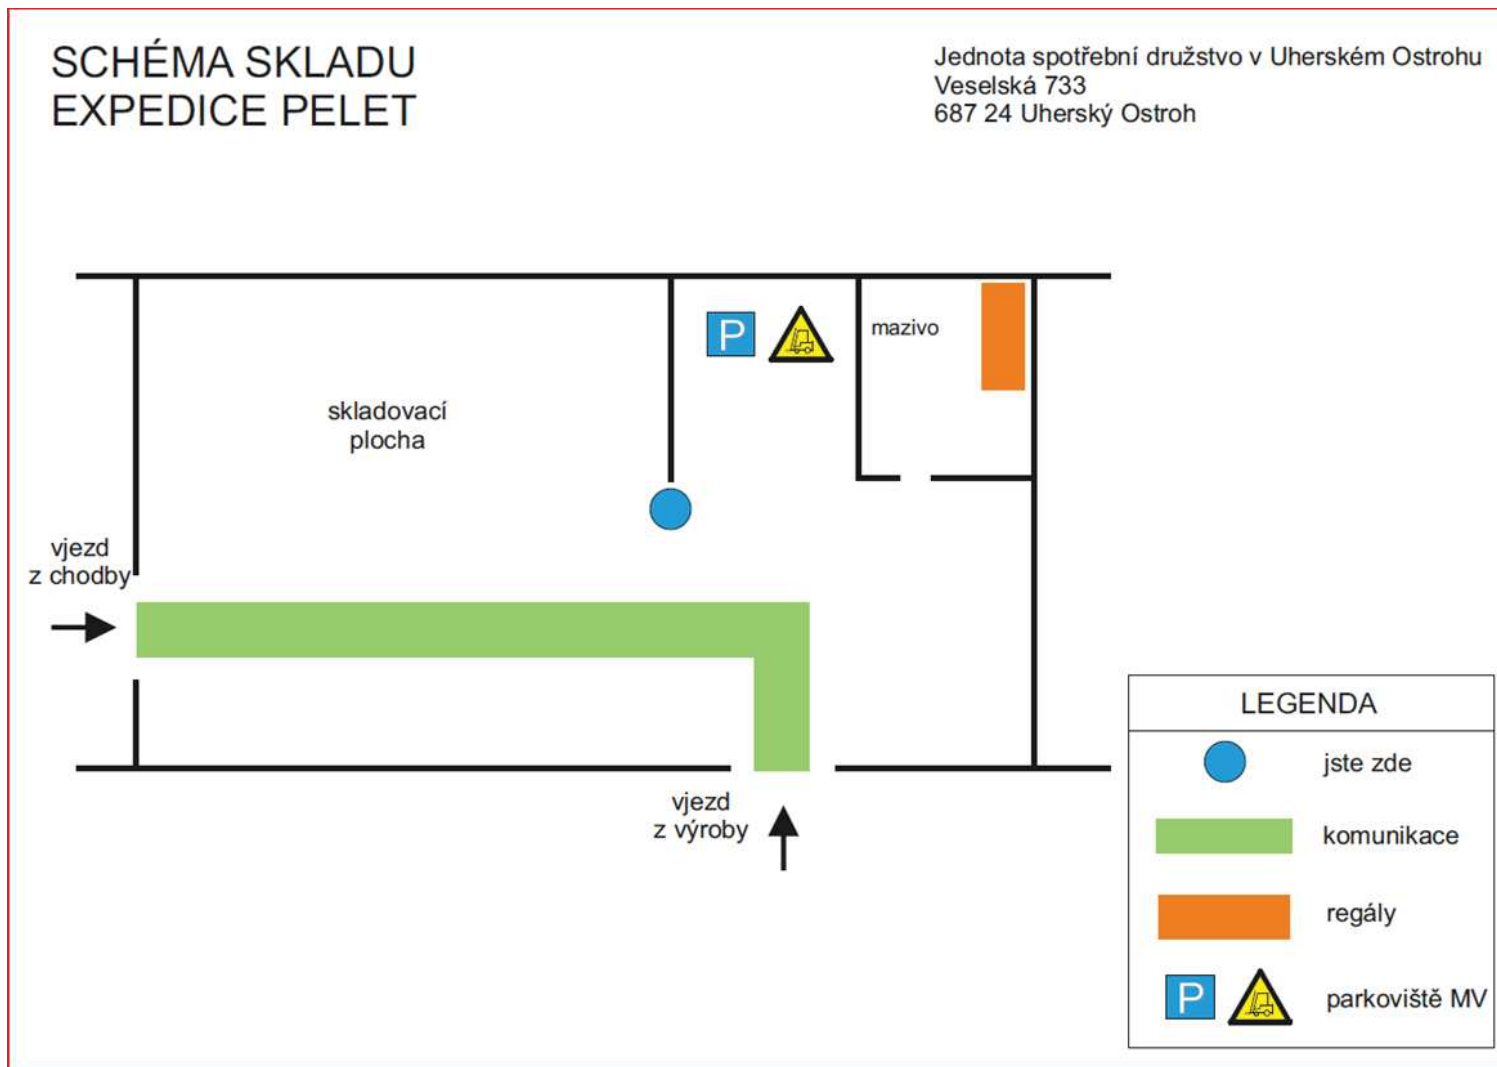 SCHÉMA SKLADU
EXPEDICE PELET
Jednota spotřební družstvo v Uherském Ostrohu
Veselská 733
687 24 Uherský Ostroh
P
mazivo
skladovací
plocha
vjezd
z chodby
vjezd
z výroby
LEGENDA
jste zde
komunikace
regály
P
parkoviště MV